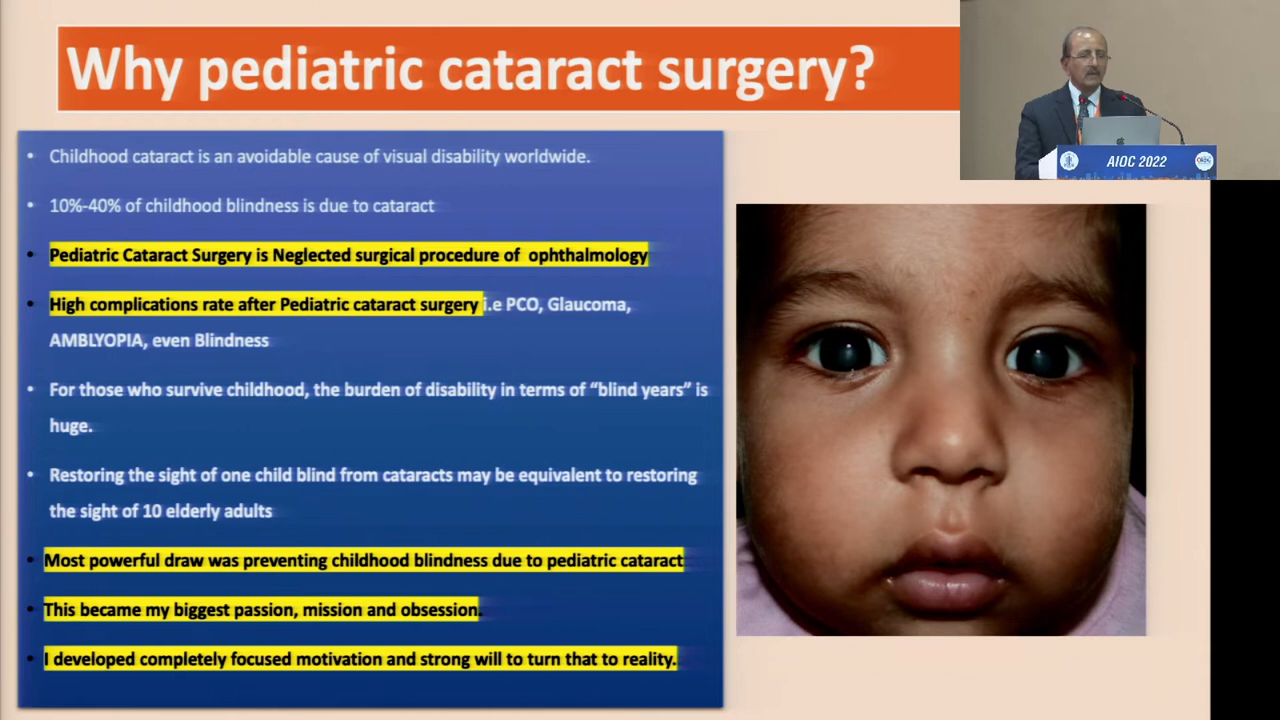 Why pediatric cataract surgery?
• Childhood cataract is an avoidable cause of visual disability worldwide.
• 10%-40% of childhood blindness is due to cataract
• Pediatric Cataract Surgery is Neglected surgical procedure of ophthalmology
• High complications rate after Pediatric cataract surgery i.e PCO, Glaucoma,
AMBLYOPIA, even Blindness
• For those who survive childhood, the burden of disability in terms of “blind years” is
huge.
• Restoring the sight of one child blind from cataracts may be equivalent to restoring
the sight of 10 elderly adults
• Most powerful draw was preventing childhood blindness due to pediatric cataract
• This became my biggest passion, mission and obsession.
• I developed completely focused motivation and strong will to turn that to reality.
AIOC 2022